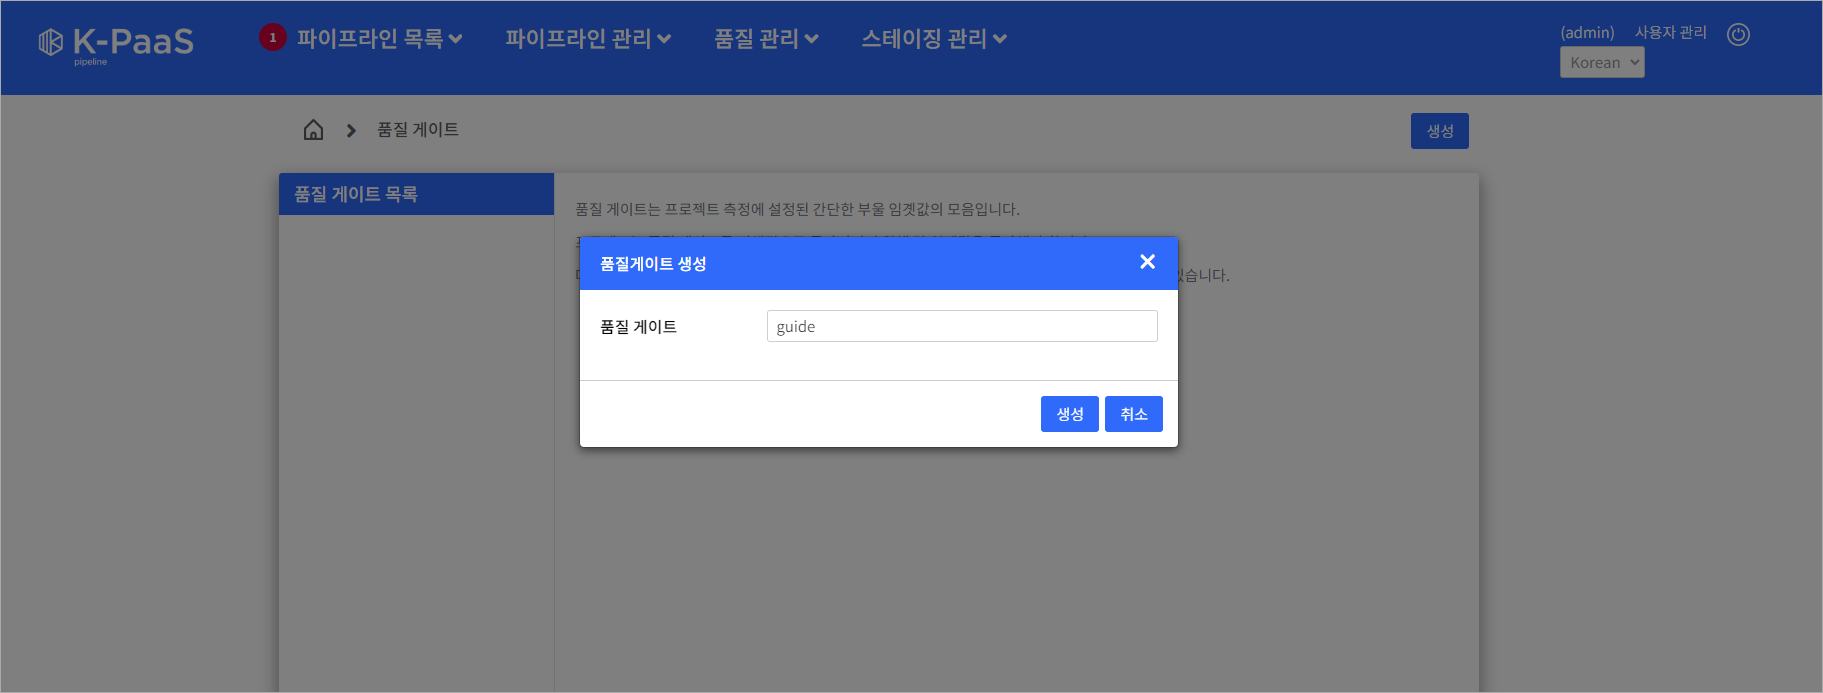 K-PaaS
pipeline
1 파이프라인 목록
파이프라인 관리
품질 관리
스테이징 관리
(admin)
사용자 관리
Korean
품질 게이트
생성
품질 게이트 목록
품질 게이트는 프로젝트 측정에 설정된 간단한 부울 임곗값의 모음입니다.
있습니다.
품질게이트 생성
품질 게이트
guide
생성
취소